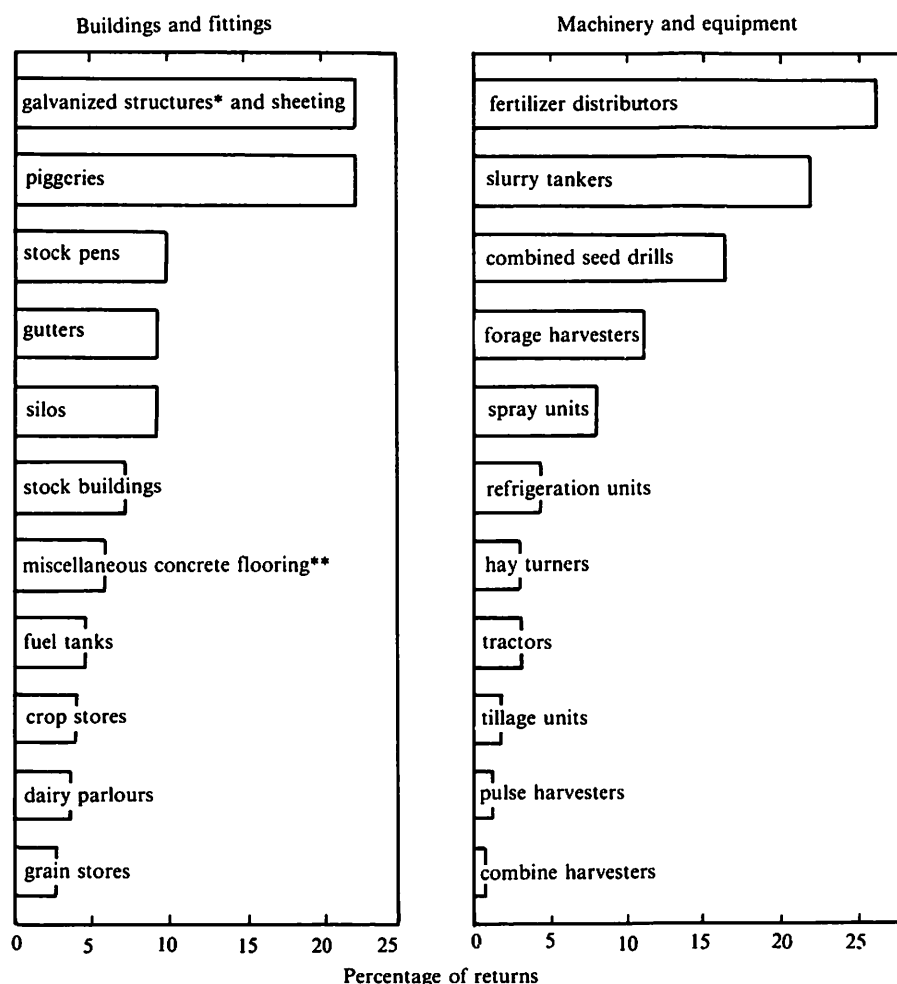 Buildings and fittings
galvanized structures* and sheeting
piggeries
stock pens
gutters
silos
stock buildings
miscellaneous concrete flooring**
fuel tanks
crop stores
dairy parlours
grain stores
0 5 10 15 20 25
Machinery and equipment
fertilizer distributors
slurry tankers
combined seed drills
forage harvesters
spray units
refrigeration units
hay turners
tractors
tillage units
pulse harvesters
combine harvesters
0 5 10 15 20 25
Percentage of returns